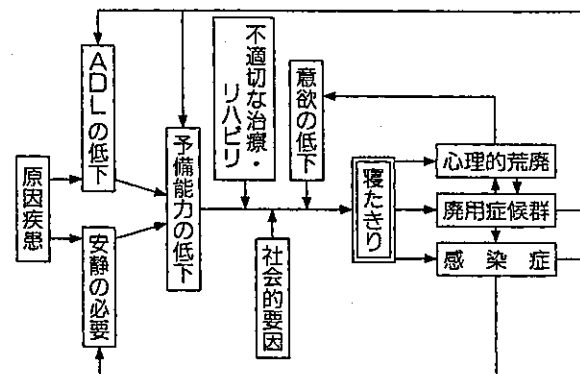 原因疾患
ADLの低下
安静の必要
予備能力の低下
不適切な治療・
リハビリ
社会的要因
意欲の低下
寝たきり
心理的荒廃
廃用症候群
感染症